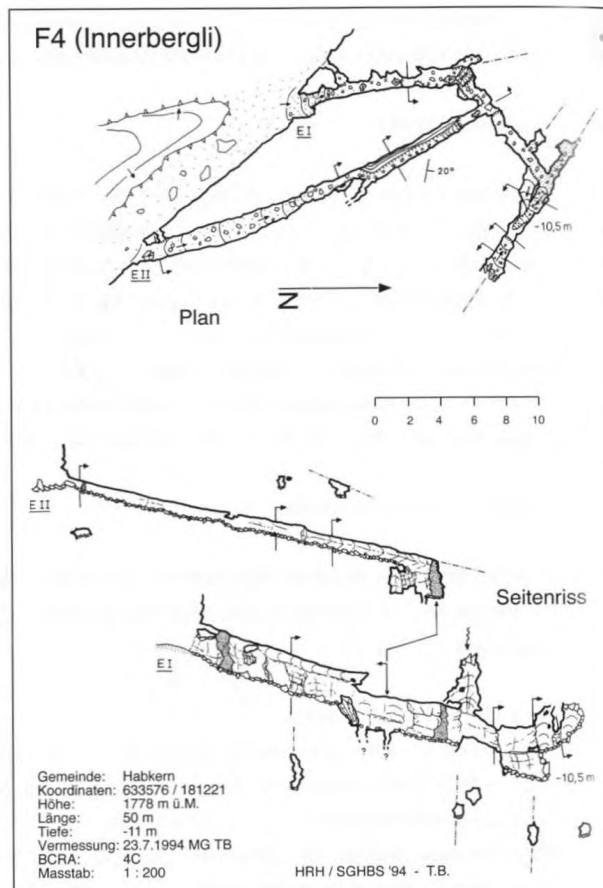 F4 (Innerbergli)
E I
20°
-10,5 m
E II
N
Plan
0 2 4 6 8 10
E II
Seitenriss
E I
? ?
-10,5 m
Gemeinde: Habkern
Koordinaten: 633576 / 181221
Höhe: 1778 m ü.M.
Länge: 50 m
Tiefe: -11 m
Vermessung: 23.7.1994 MG TB
BCRA: 4C
Masstab: 1 : 200
HRH / SGHBS '94 - T.B.